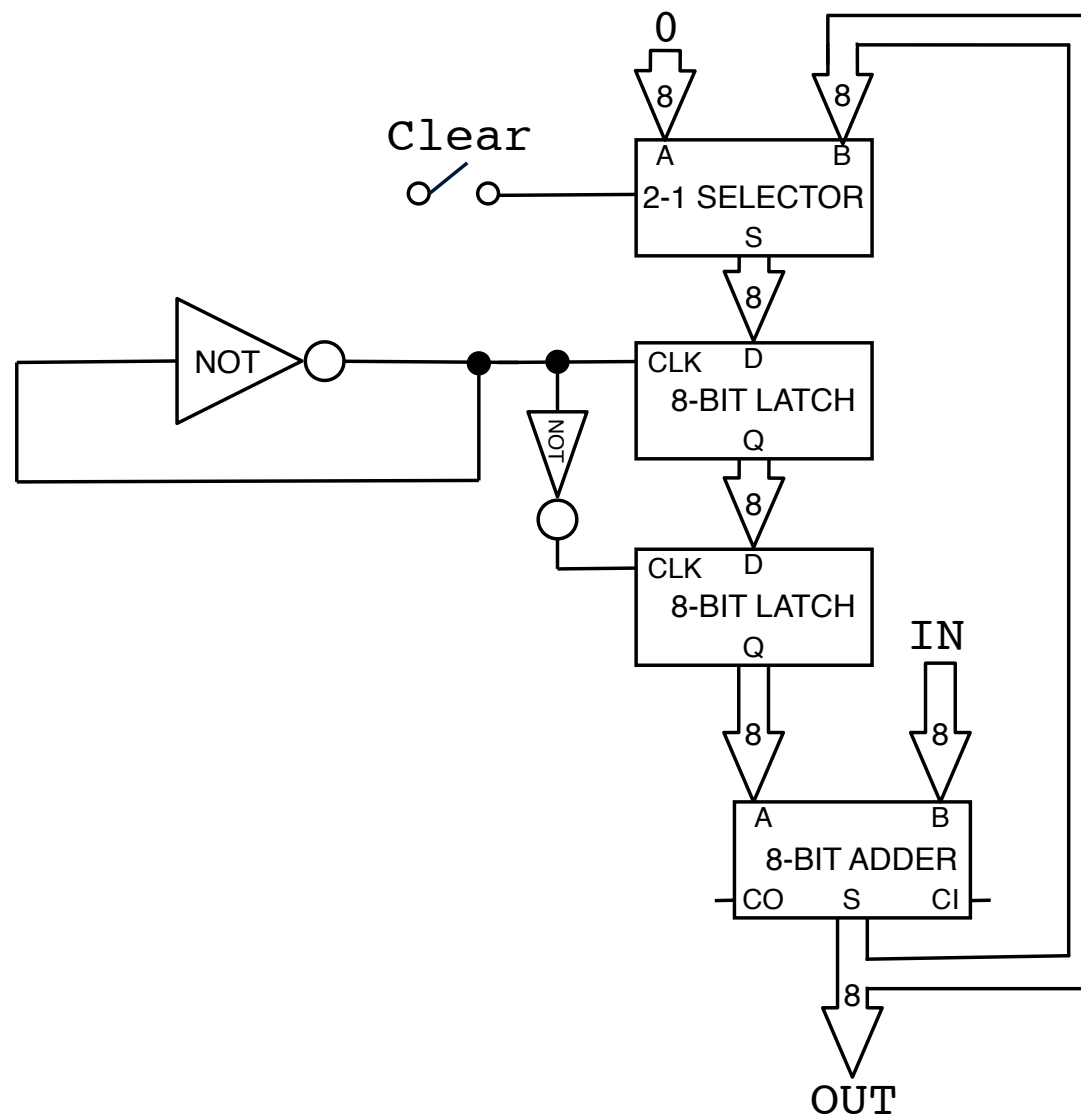 0
8
8
Clear
A
B
2-1 SELECTOR
S
8
NOT
CLK
D
8-BIT LATCH
Q
NOT
8
CLK
D
8-BIT LATCH
Q
IN
8
8
A
B
8-BIT ADDER
CO
S
CI
8
OUT